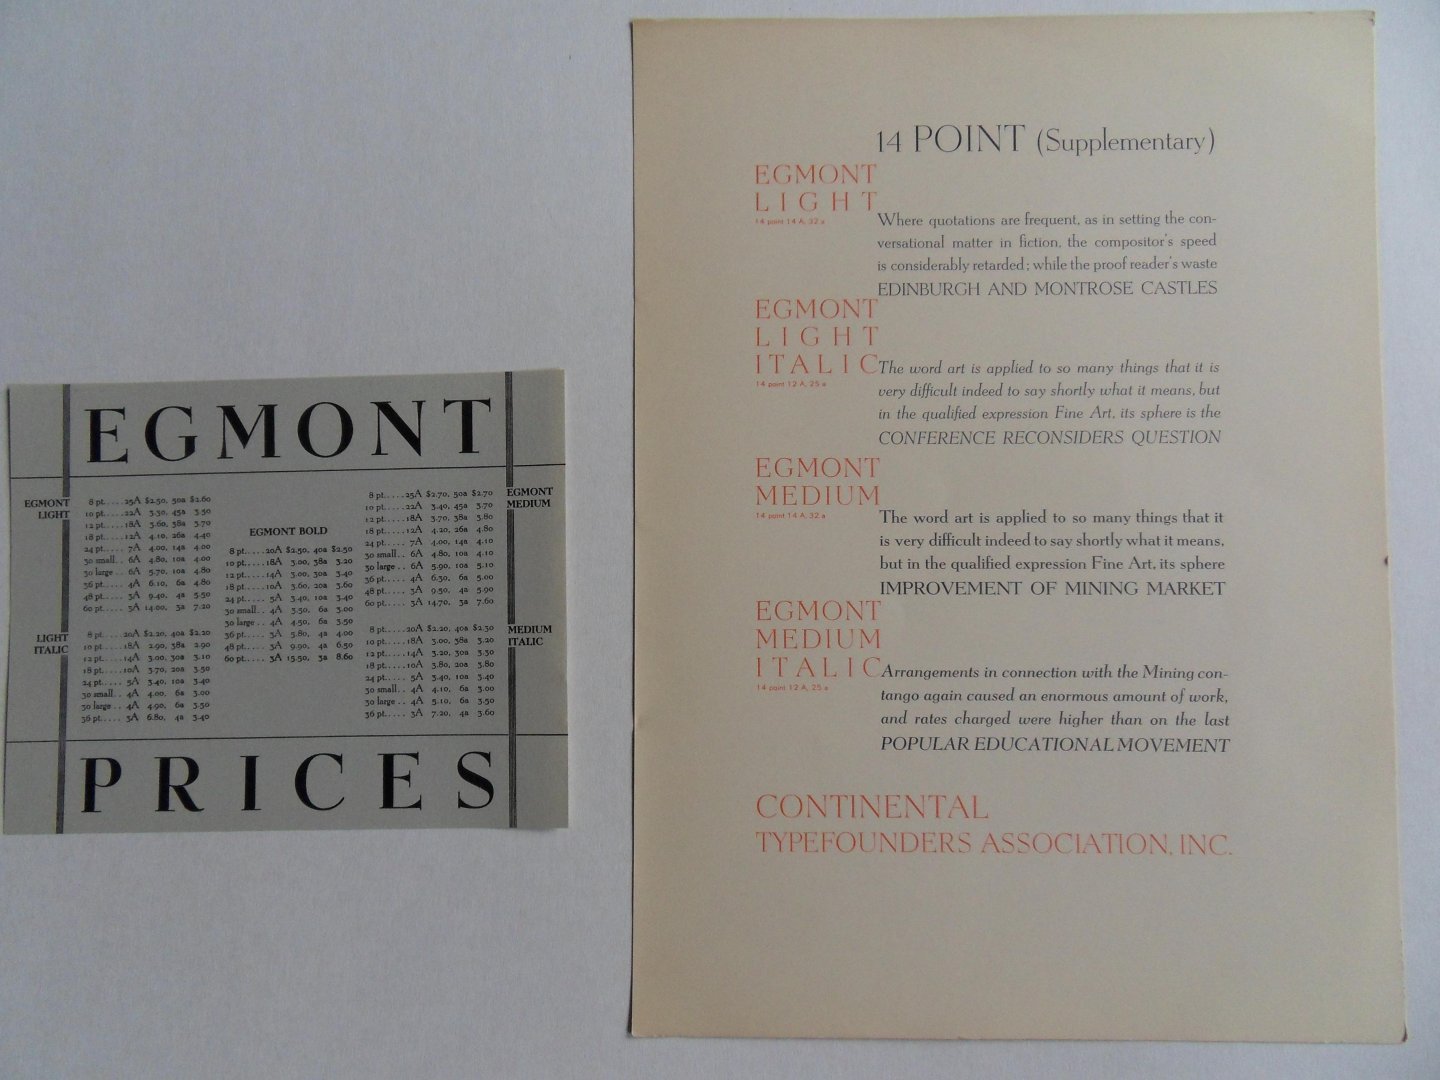 EGMONT
EGMONT
LIGHT
8 pt.....25A $2.50, 50a $2.60
10 pt.....22A 3.30, 45a 3.50
12 pt.....18A 3.60, 38a 3.70
18 pt.....12A 4.10, 26a 4.40
24 pt..... 7A 4.00, 14a 4.00
30 small.. 6A 4.80, 10a 4.00
30 large.. 6A 5.70, 10a 4.80
36 pt..... 4A 6.10, 6a 4.80
48 pt..... 3A 9.40, 4a 5.50
60 pt..... 3A 14.00, 3a 7.20
LIGHT
ITALIC
8 pt.....20A $2.20, 40a $2.20
10 pt.....18A 2.90, 38a 2.90
12 pt.....14A 3.00, 30a 3.10
18 pt.....10A 3.70, 20a 3.50
24 pt..... 5A 3.40, 10a 3.40
30 small.. 4A 4.00, 6a 3.00
30 large.. 4A 4.90, 6a 3.50
36 pt..... 3A 6.80, 4a 3.40
EGMONT BOLD
8 pt.....20A $2.50, 40a $2.50
10 pt.....18A 3.00, 38a 3.20
12 pt.....14A 3.00, 30a 3.40
18 pt.....10A 3.60, 20a 3.60
24 pt..... 5A 3.40, 10a 3.40
30 small.. 4A 3.50, 6a 3.00
30 large.. 4A 4.50, 6a 3.50
36 pt..... 3A 5.80, 4a 4.00
48 pt..... 3A 9.90, 4a 6.50
60 pt..... 3A 15.50, 3a 8.60
EGMONT
MEDIUM
8 pt.....25A $2.70, 50a $2.70
10 pt.....22A 3.40, 45a 3.70
12 pt.....18A 3.70, 38a 3.80
18 pt.....12A 4.20, 26a 4.80
24 pt..... 7A 4.00, 14a 4.10
30 small.. 6A 4.80, 10a 4.10
30 large.. 6A 5.90, 10a 5.10
36 pt..... 4A 6.30, 6a 5.00
48 pt..... 3A 9.50, 4a 5.90
60 pt..... 3A 14.70, 3a 7.60
MEDIUM
ITALIC
8 pt.....20A $2.20, 40a $2.30
10 pt.....18A 3.00, 38a 3.20
12 pt.....14A 3.20, 30a 3.30
18 pt.....10A 3.80, 20a 3.80
24 pt..... 5A 3.40, 10a 3.40
30 small.. 4A 4.10, 6a 3.00
30 large.. 4A 5.10, 6a 3.50
36 pt..... 3A 7.20, 4a 3.60
PRICES
14 POINT (Supplementary)
EGMONT
LIGHT
14 point 14 A, 32 a
Where quotations are frequent, as in setting the con-
versational matter in fiction, the compositor's speed
is considerably retarded; while the proof reader's waste
EDINBURGH AND MONTROSE CASTLES
EGMONT
LIGHT
ITALIC
14 point 12 A, 25 a
The word art is applied to so many things that it is
very difficult indeed to say shortly what it means, but
in the qualified expression Fine Art, its sphere is the
CONFERENCE RECONSIDERS QUESTION
EGMONT
MEDIUM
14 point 14 A, 32 a
The word art is applied to so many things that it
is very difficult indeed to say shortly what it means,
but in the qualified expression Fine Art, its sphere
IMPROVEMENT OF MINING MARKET
EGMONT
MEDIUM
ITALIC
14 point 12 A, 25 a
Arrangements in connection with the Mining con-
tango again caused an enormous amount of work,
and rates charged were higher than on the last
POPULAR EDUCATIONAL MOVEMENT
CONTINENTAL
TYPEFOUNDERS ASSOCIATION, INC.